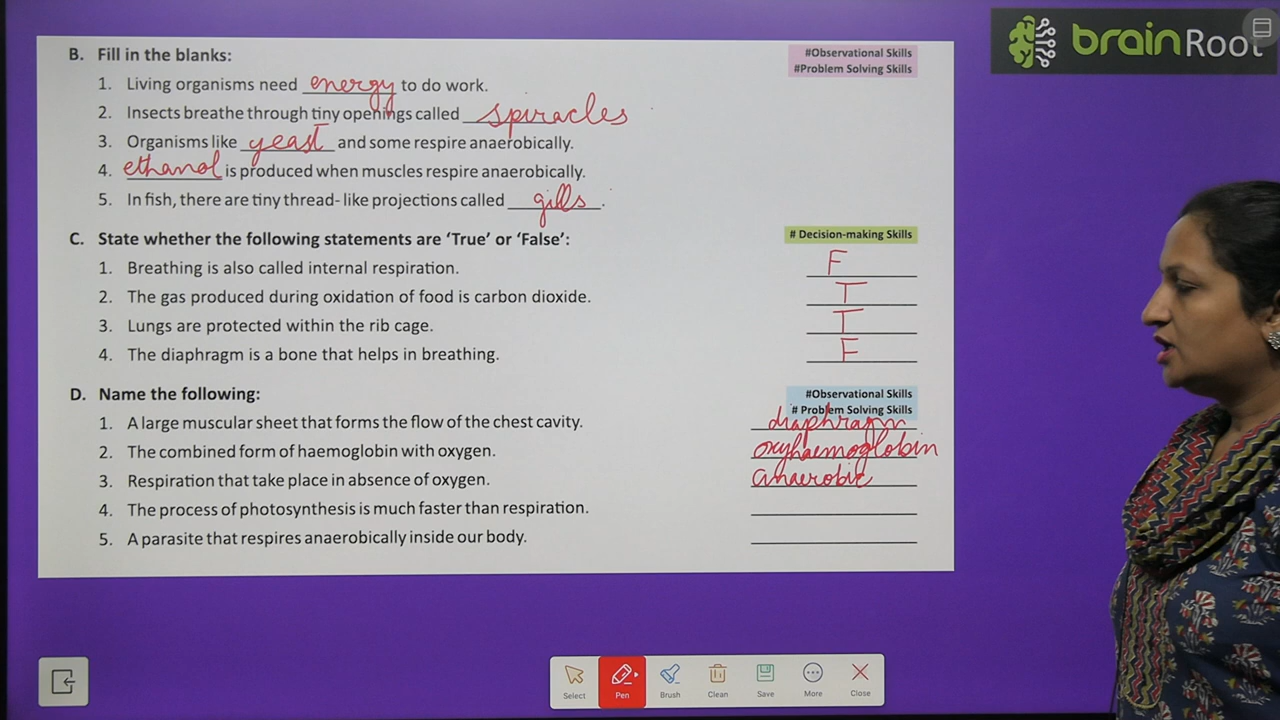 brainRoot
B. Fill in the blanks:
#Observational Skills
#Problem Solving Skills
1. Living organisms need energy to do work.
2. Insects breathe through tiny openings called spiracles
3. Organisms like yeast and some respire anaerobically.
4. ethanol is produced when muscles respire anaerobically.
5. In fish, there are tiny thread- like projections called gills.
C. State whether the following statements are ‘True’ or ‘False’:
# Decision-making Skills
1. Breathing is also called internal respiration. F
2. The gas produced during oxidation of food is carbon dioxide. T
3. Lungs are protected within the rib cage. T
4. The diaphragm is a bone that helps in breathing. F
D. Name the following:
#Observational Skills
# Problem Solving Skills
1. A large muscular sheet that forms the flow of the chest cavity. diaphragm
2. The combined form of haemoglobin with oxygen. oxyhaemoglobin
3. Respiration that take place in absence of oxygen. anaerobic
4. The process of photosynthesis is much faster than respiration.
5. A parasite that respires anaerobically inside our body.
Select Pen Brush Clean Save More Close